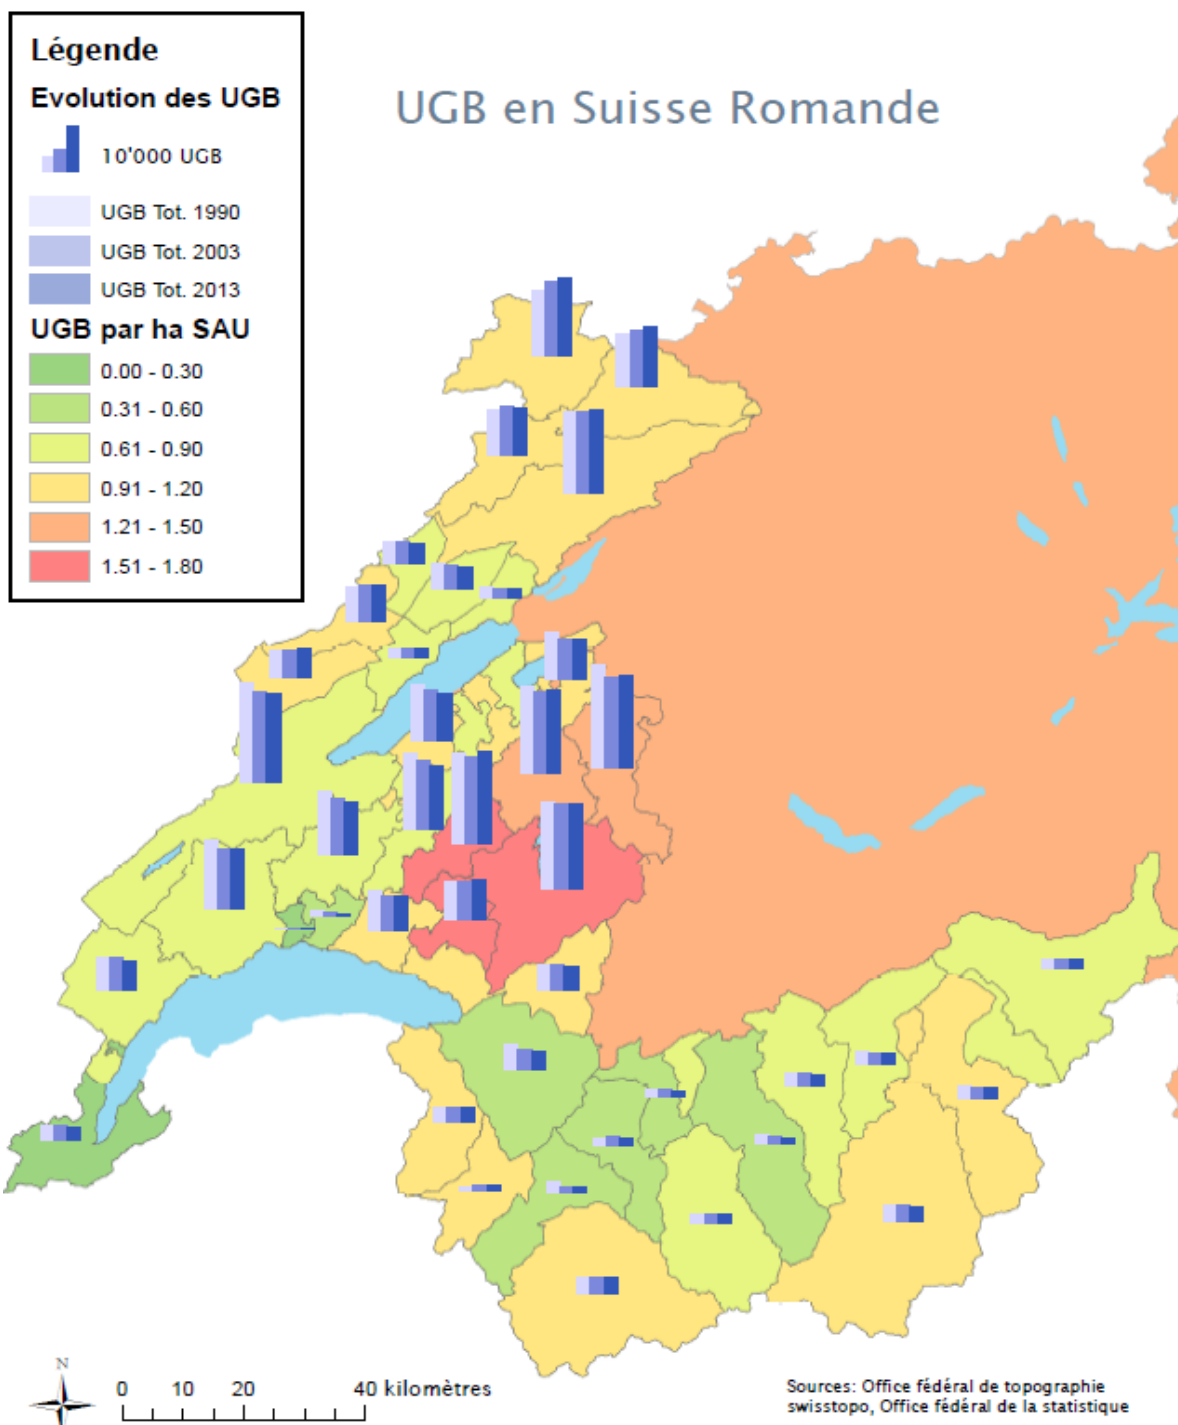 Légende
Evolution des UGB
10'000 UGB
UGB Tot. 1990
UGB Tot. 2003
UGB Tot. 2013
UGB par ha SAU
0.00 - 0.30
0.31 - 0.60
0.61 - 0.90
0.91 - 1.20
1.21 - 1.50
1.51 - 1.80
UGB en Suisse Romande
N
0 10 20 40 kilomètres
Sources: Office fédéral de topographie
swisstopo, Office fédéral de la statistique